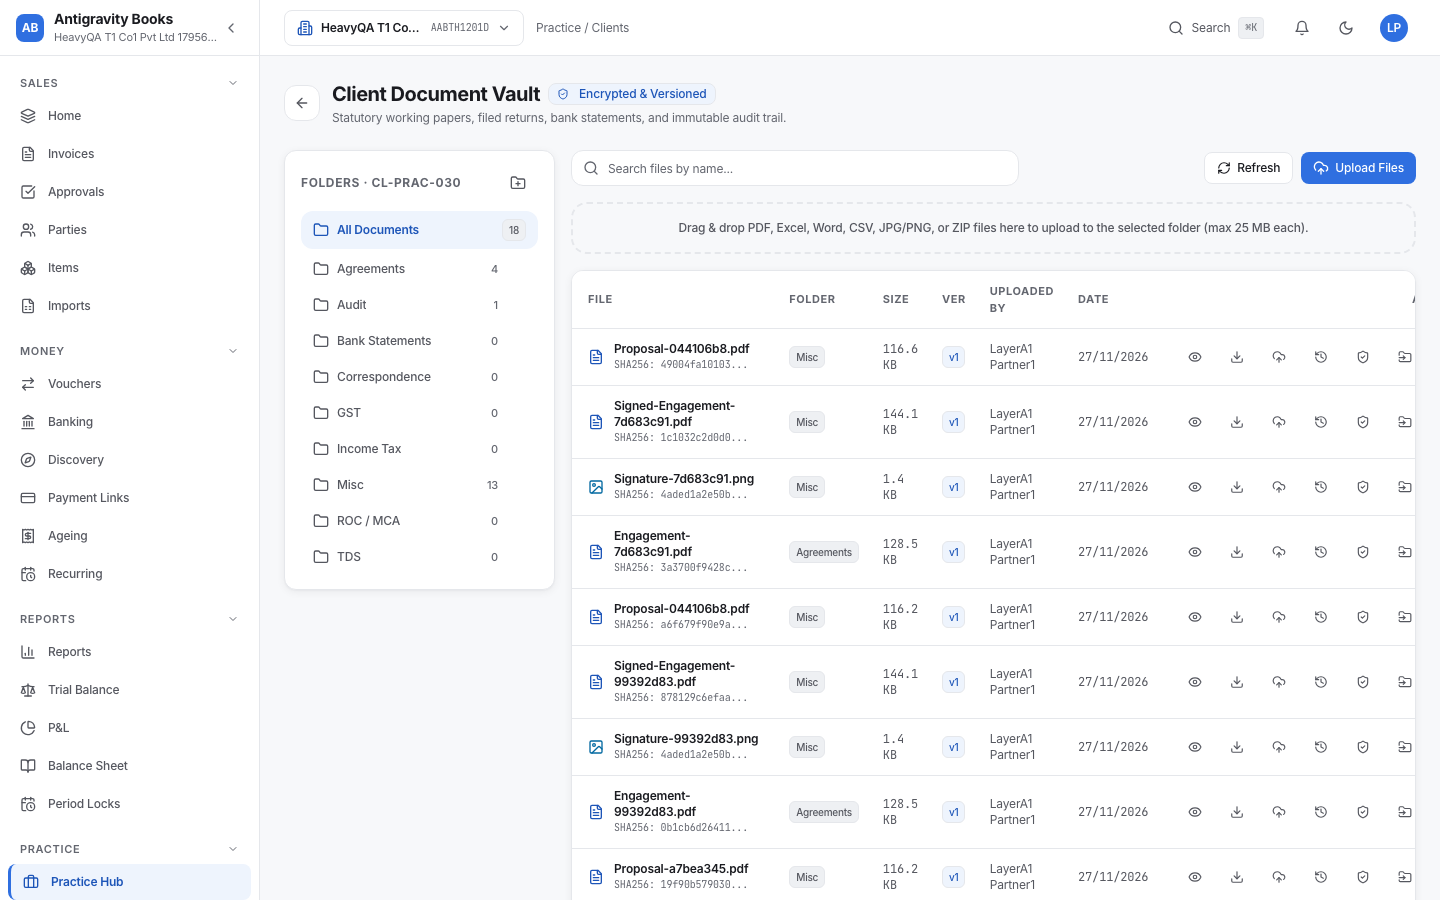 AB
Antigravity Books
HeavyQA T1 Co1 Pvt Ltd 17956...
SALES
Home
Invoices
Approvals
Parties
Items
Imports
MONEY
Vouchers
Banking
Discovery
Payment Links
Ageing
Recurring
REPORTS
Reports
Trial Balance
P&L
Balance Sheet
Period Locks
PRACTICE
Practice Hub
HeavyQA T1 Co... AABTH1201D
Practice / Clients
Search ⌘K
LP
Client Document Vault
Encrypted & Versioned
Statutory working papers, filed returns, bank statements, and immutable audit trail.
FOLDERS · CL-PRAC-030
All Documents 18
Agreements 4
Audit 1
Bank Statements 0
Correspondence 0
GST 0
Income Tax 0
Misc 13
ROC / MCA 0
TDS 0
Search files by name...
Refresh
Upload Files
Drag & drop PDF, Excel, Word, CSV, JPG/PNG, or ZIP files here to upload to the selected folder (max 25 MB each).
FILE FOLDER SIZE VER UPLOADED BY DATE
Proposal-044106b8.pdf
SHA256: 49004fa10103...
Misc 116.6 KB v1 LayerA1 Partner1 27/11/2026
Signed-Engagement-
7d683c91.pdf
SHA256: 1c1032c2d0d0...
Misc 144.1 KB v1 LayerA1 Partner1 27/11/2026
Signature-7d683c91.png
SHA256: 4aded1a2e50b...
Misc 1.4 KB v1 LayerA1 Partner1 27/11/2026
Engagement-
7d683c91.pdf
SHA256: 3a3700f9428c...
Agreements 128.5 KB v1 LayerA1 Partner1 27/11/2026
Proposal-044106b8.pdf
SHA256: a6f679f90e9a...
Misc 116.2 KB v1 LayerA1 Partner1 27/11/2026
Signed-Engagement-
99392d83.pdf
SHA256: 878129c6efaa...
Misc 144.1 KB v1 LayerA1 Partner1 27/11/2026
Signature-99392d83.png
SHA256: 4aded1a2e50b...
Misc 1.4 KB v1 LayerA1 Partner1 27/11/2026
Engagement-
99392d83.pdf
SHA256: 0b1cb6d26411...
Agreements 128.5 KB v1 LayerA1 Partner1 27/11/2026
Proposal-a7bea345.pdf
SHA256: 19f90b579030...
Misc 116.2 KB v1 LayerA1 Partner1 27/11/2026